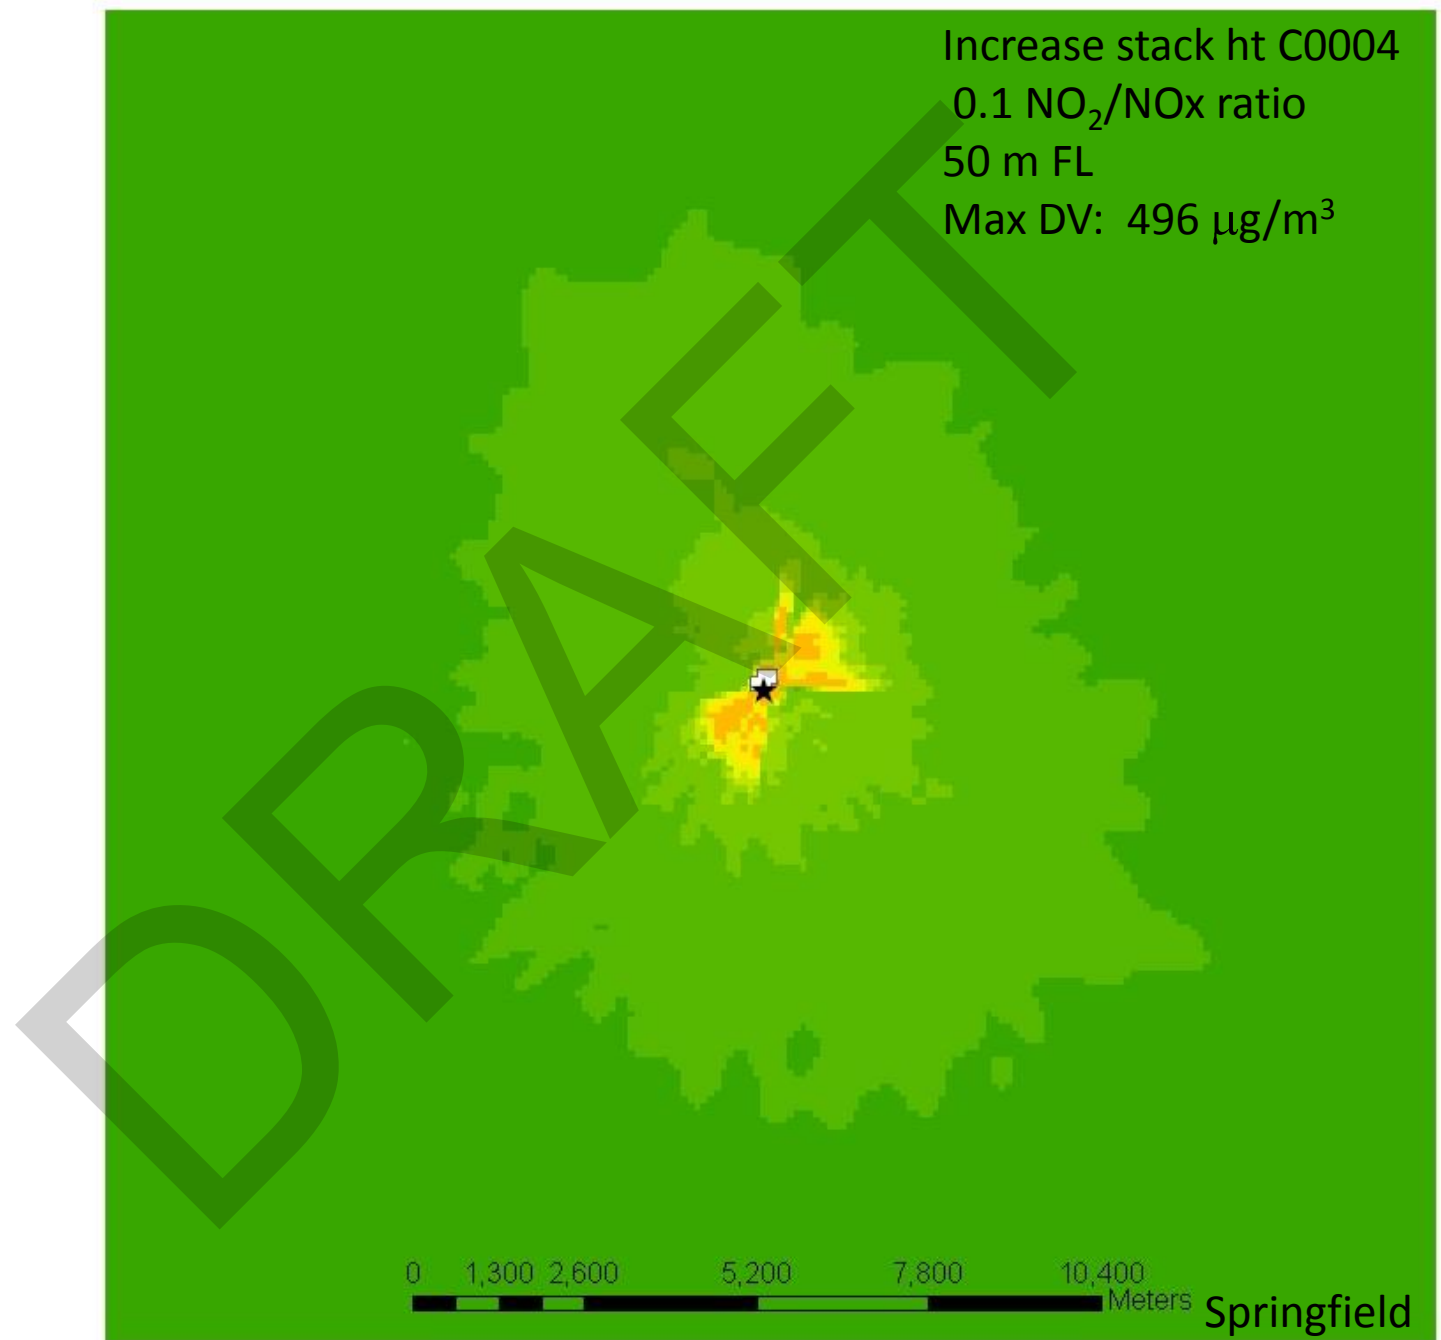 Increase stack ht C0004
0.1 NO₂/NOx ratio
50 m FL
Max DV: 496 μg/m³
DRAFT
0 1,300 2,600 5,200 7,800 10,400
Meters
Springfield